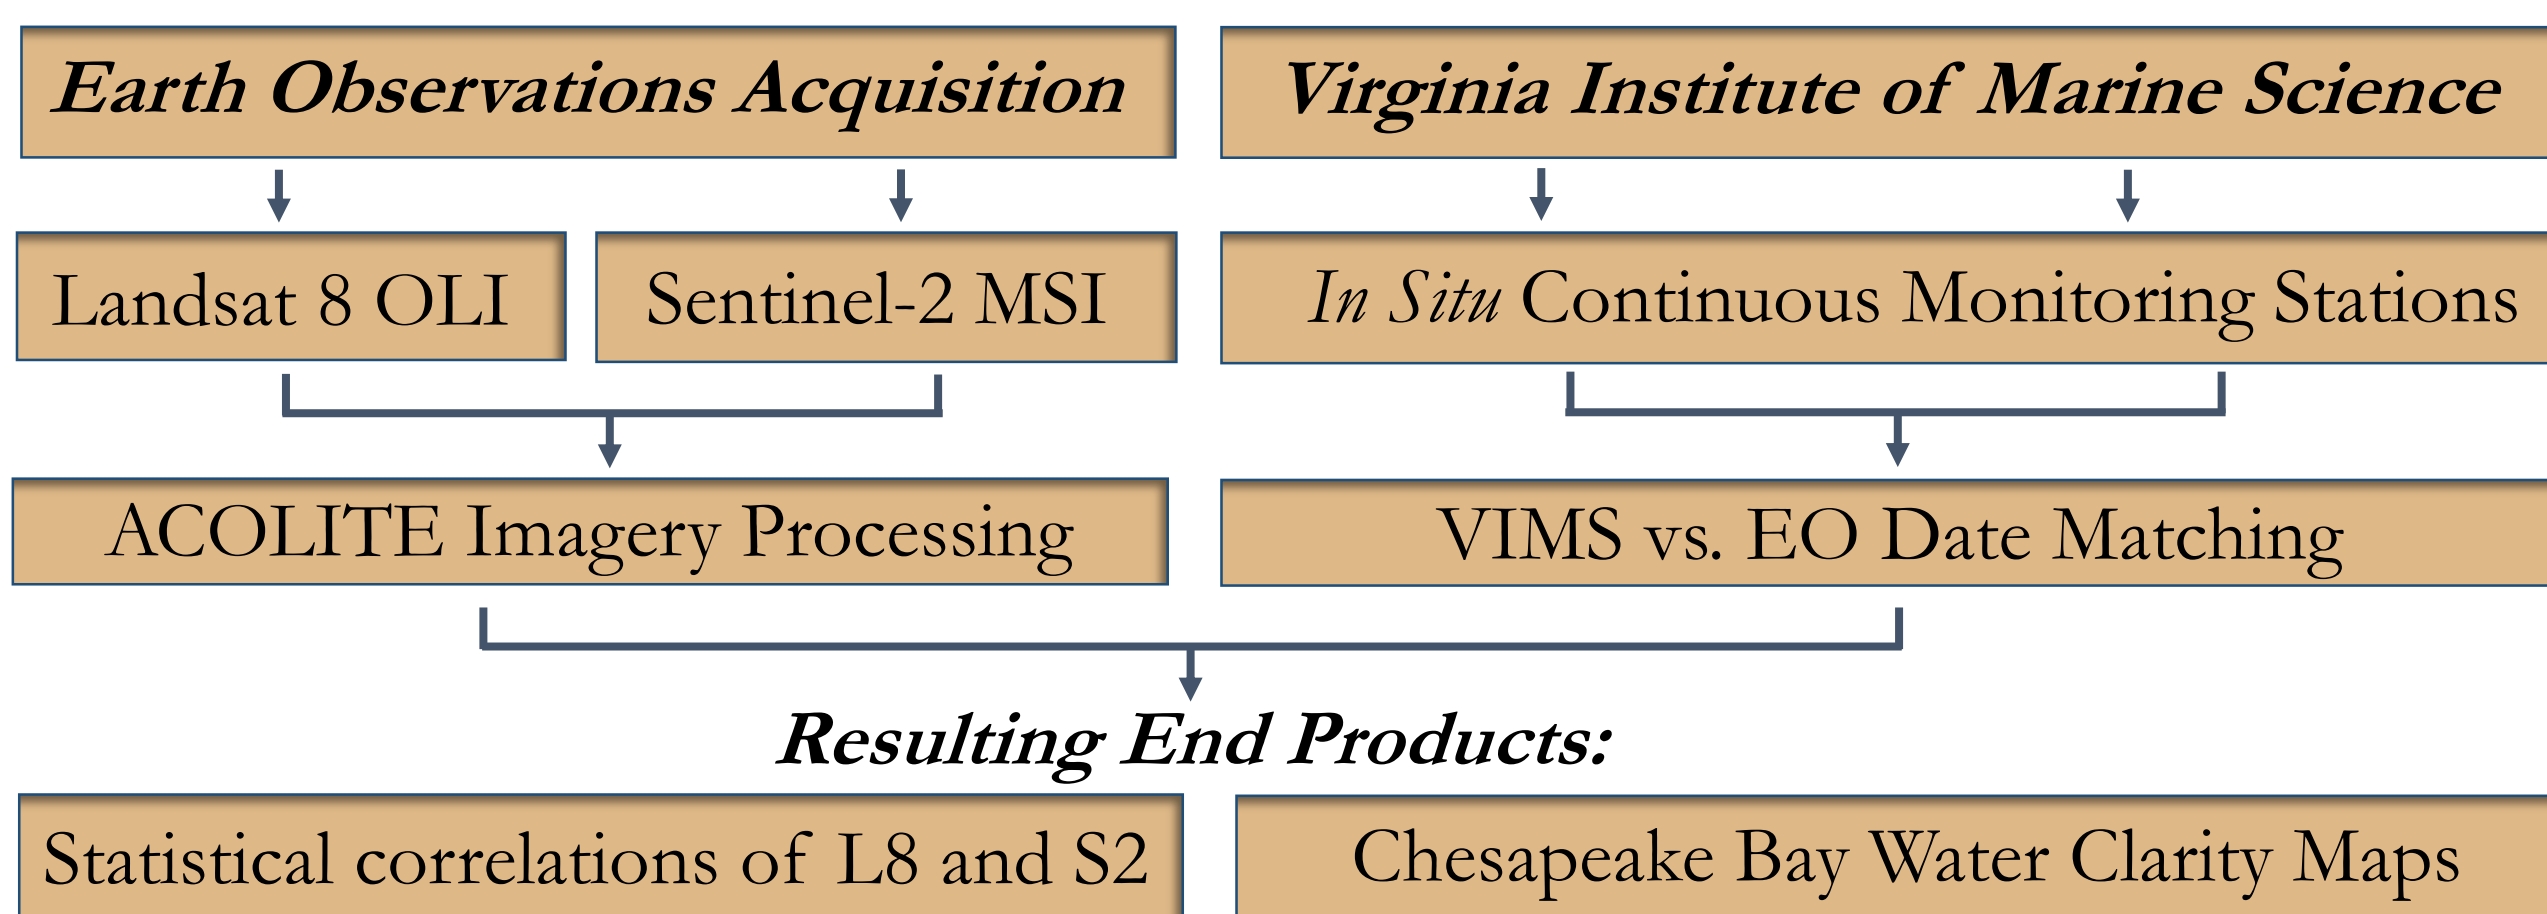 Earth Observations Acquisition
Virginia Institute of Marine Science
Landsat 8 OLI
Sentinel-2 MSI
In Situ Continuous Monitoring Stations
ACOLITE Imagery Processing
VIMS vs. EO Date Matching
Resulting End Products:
Statistical correlations of L8 and S2
Chesapeake Bay Water Clarity Maps